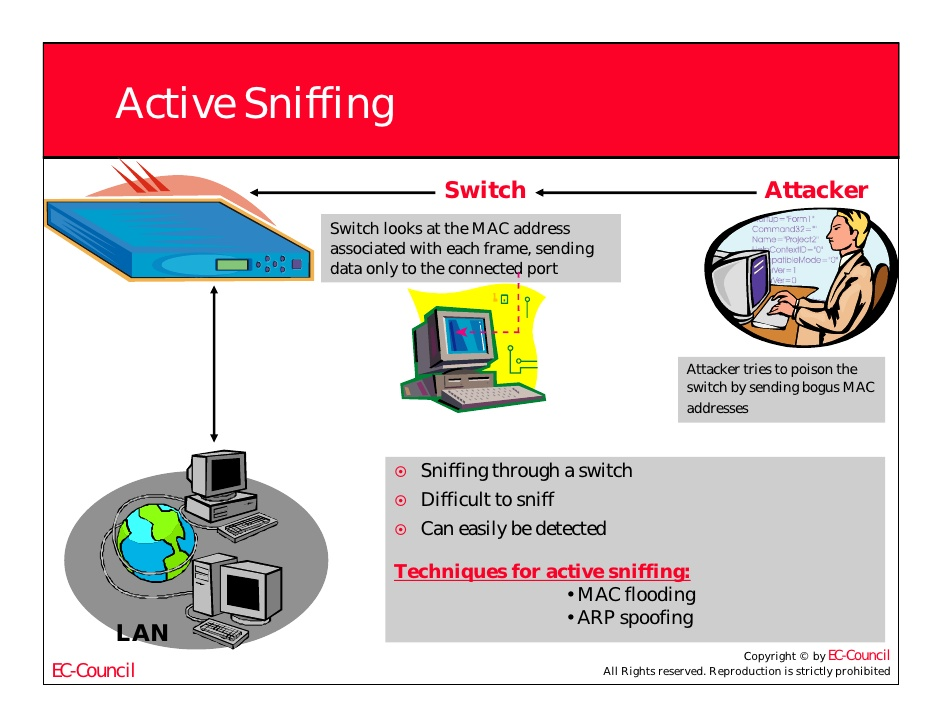 Active Sniffing
Switch
Attacker
Switch looks at the MAC address
associated with each frame, sending
data only to the connected port
Command32=""
Name="Project2"
Attacker tries to poison the
switch by sending bogus MAC
addresses
Sniffing through a switch
Difficult to sniff
Can easily be detected
Techniques for active sniffing:
• MAC flooding
• ARP spoofing
LAN
EC-Council
Copyright © by EC-Council
All Rights reserved. Reproduction is strictly prohibited